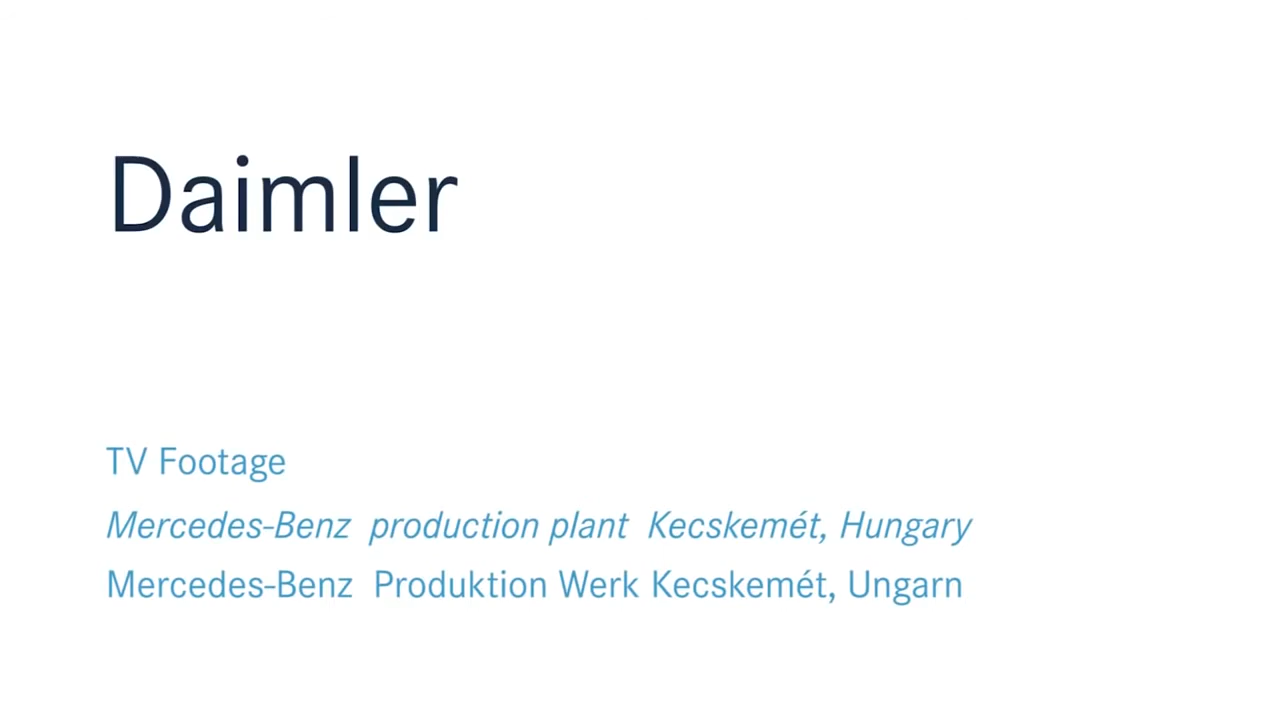 Daimler
TV Footage
Mercedes-Benz production plant Kecskemét, Hungary
Mercedes-Benz Produktion Werk Kecskemét, Ungarn